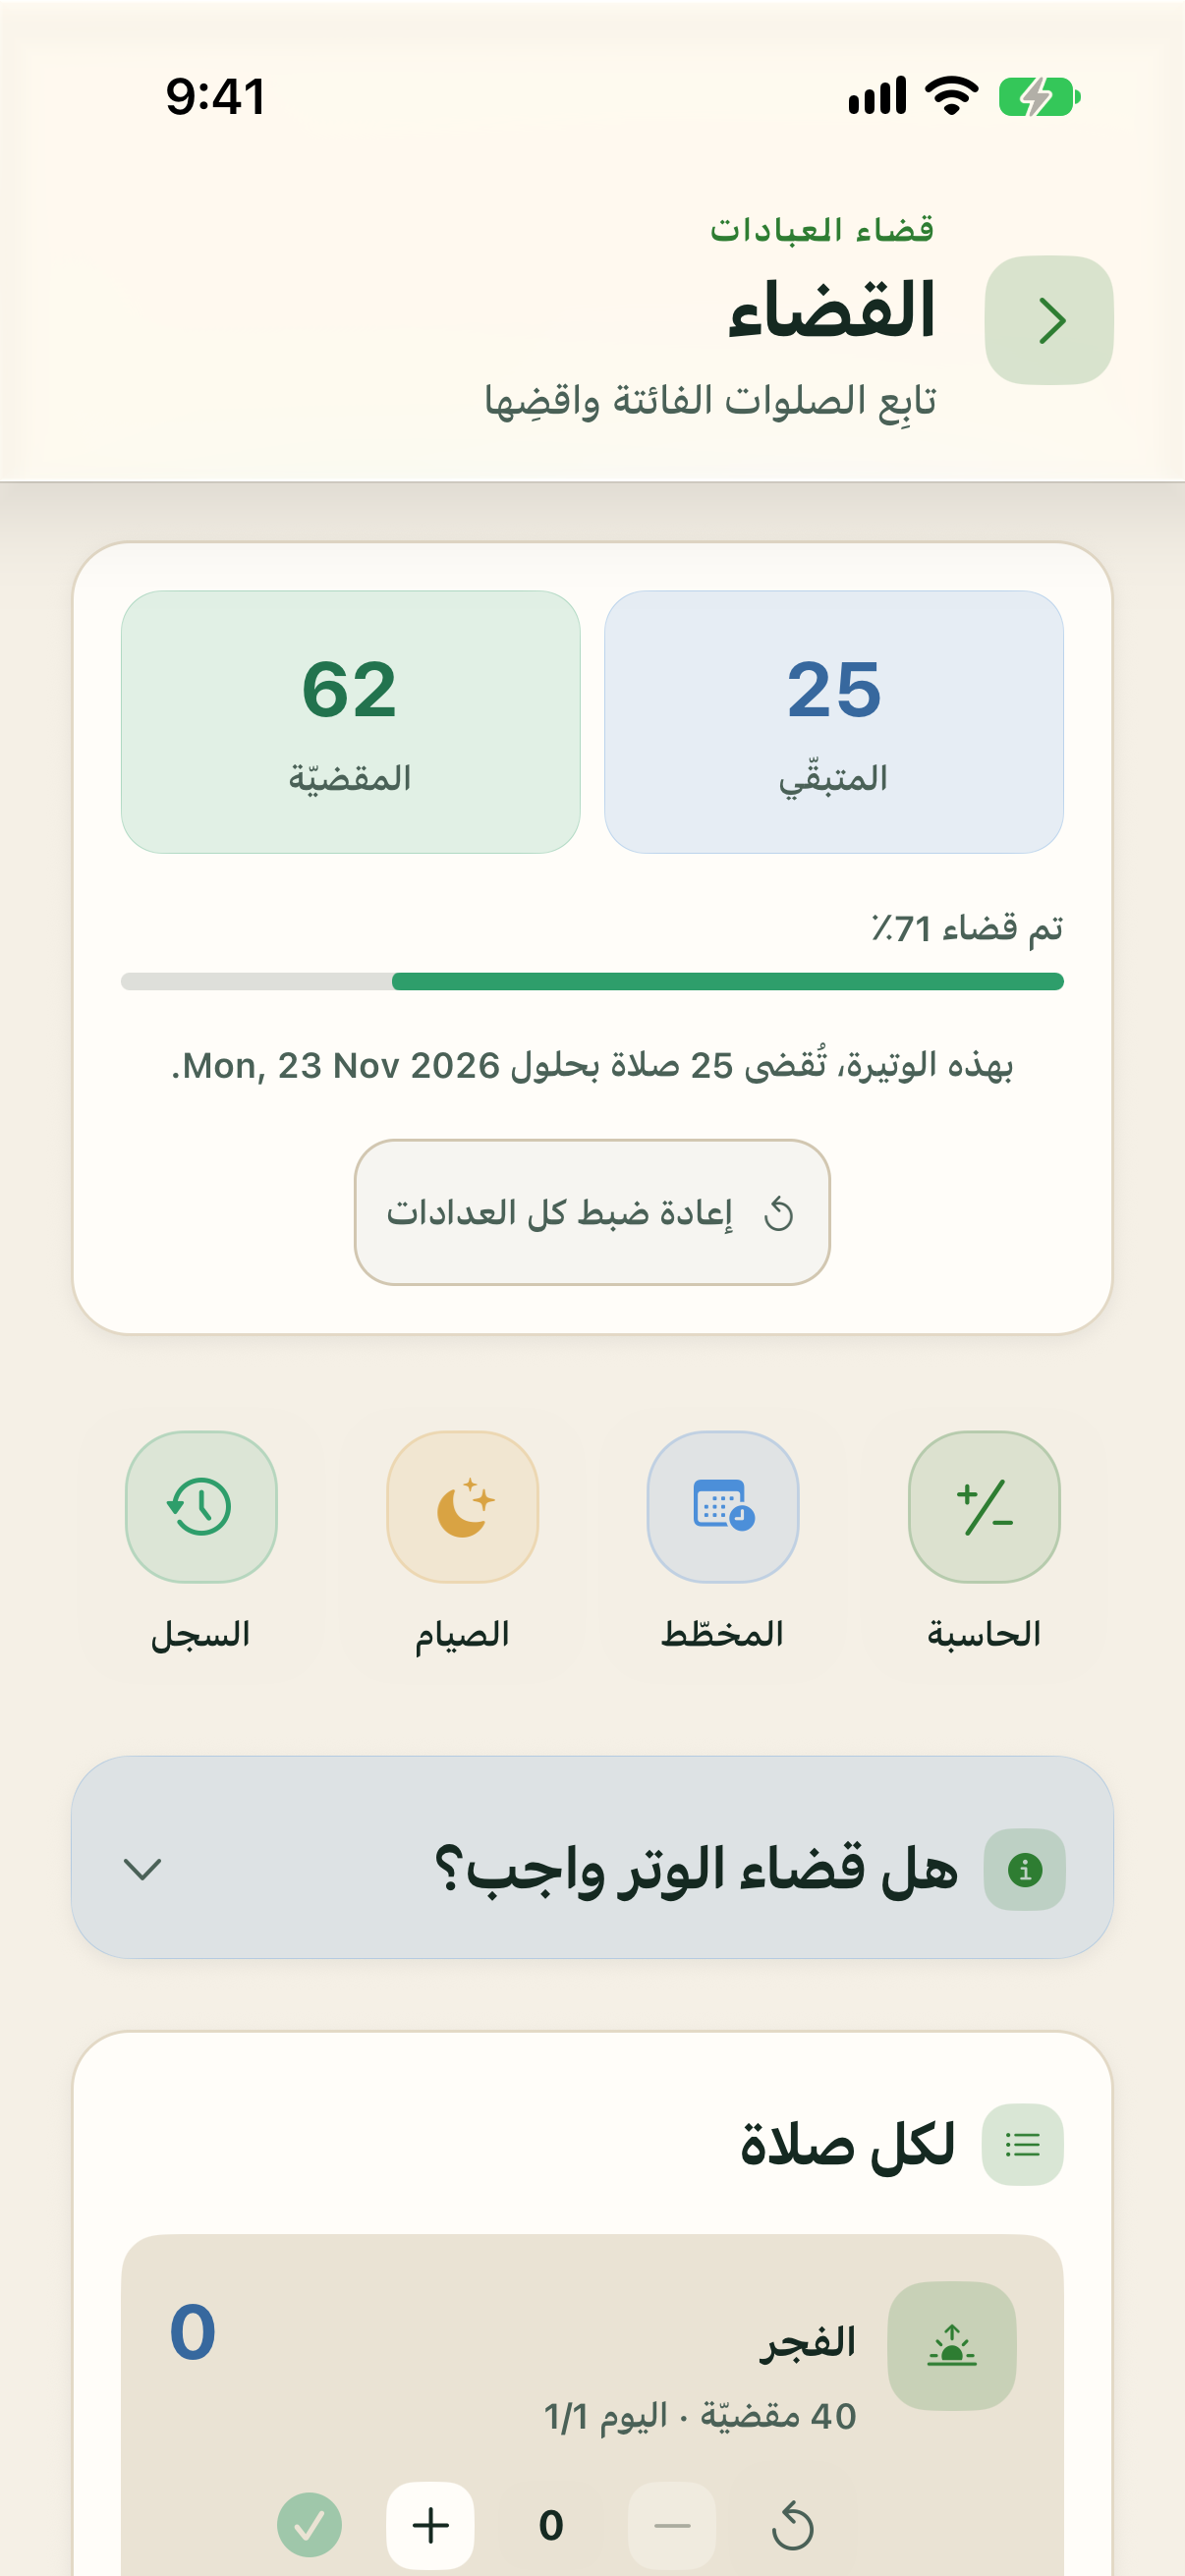 9:41
قضاء العبادات
القضاء
تابِع الصلوات الفائتة واقضِها
25
المتبقّي
62
المقضيّة
تم قضاء 71٪
بهذه الوتيرة، تُقضى 25 صلاة بحلول Mon, 23 Nov 2026.
إعادة ضبط كل العدادات
الحاسبة
المخطّط
الصيام
السجل
هل قضاء الوتر واجب؟
لكل صلاة
الفجر
0
40 مقضيّة · اليوم 1/1
0